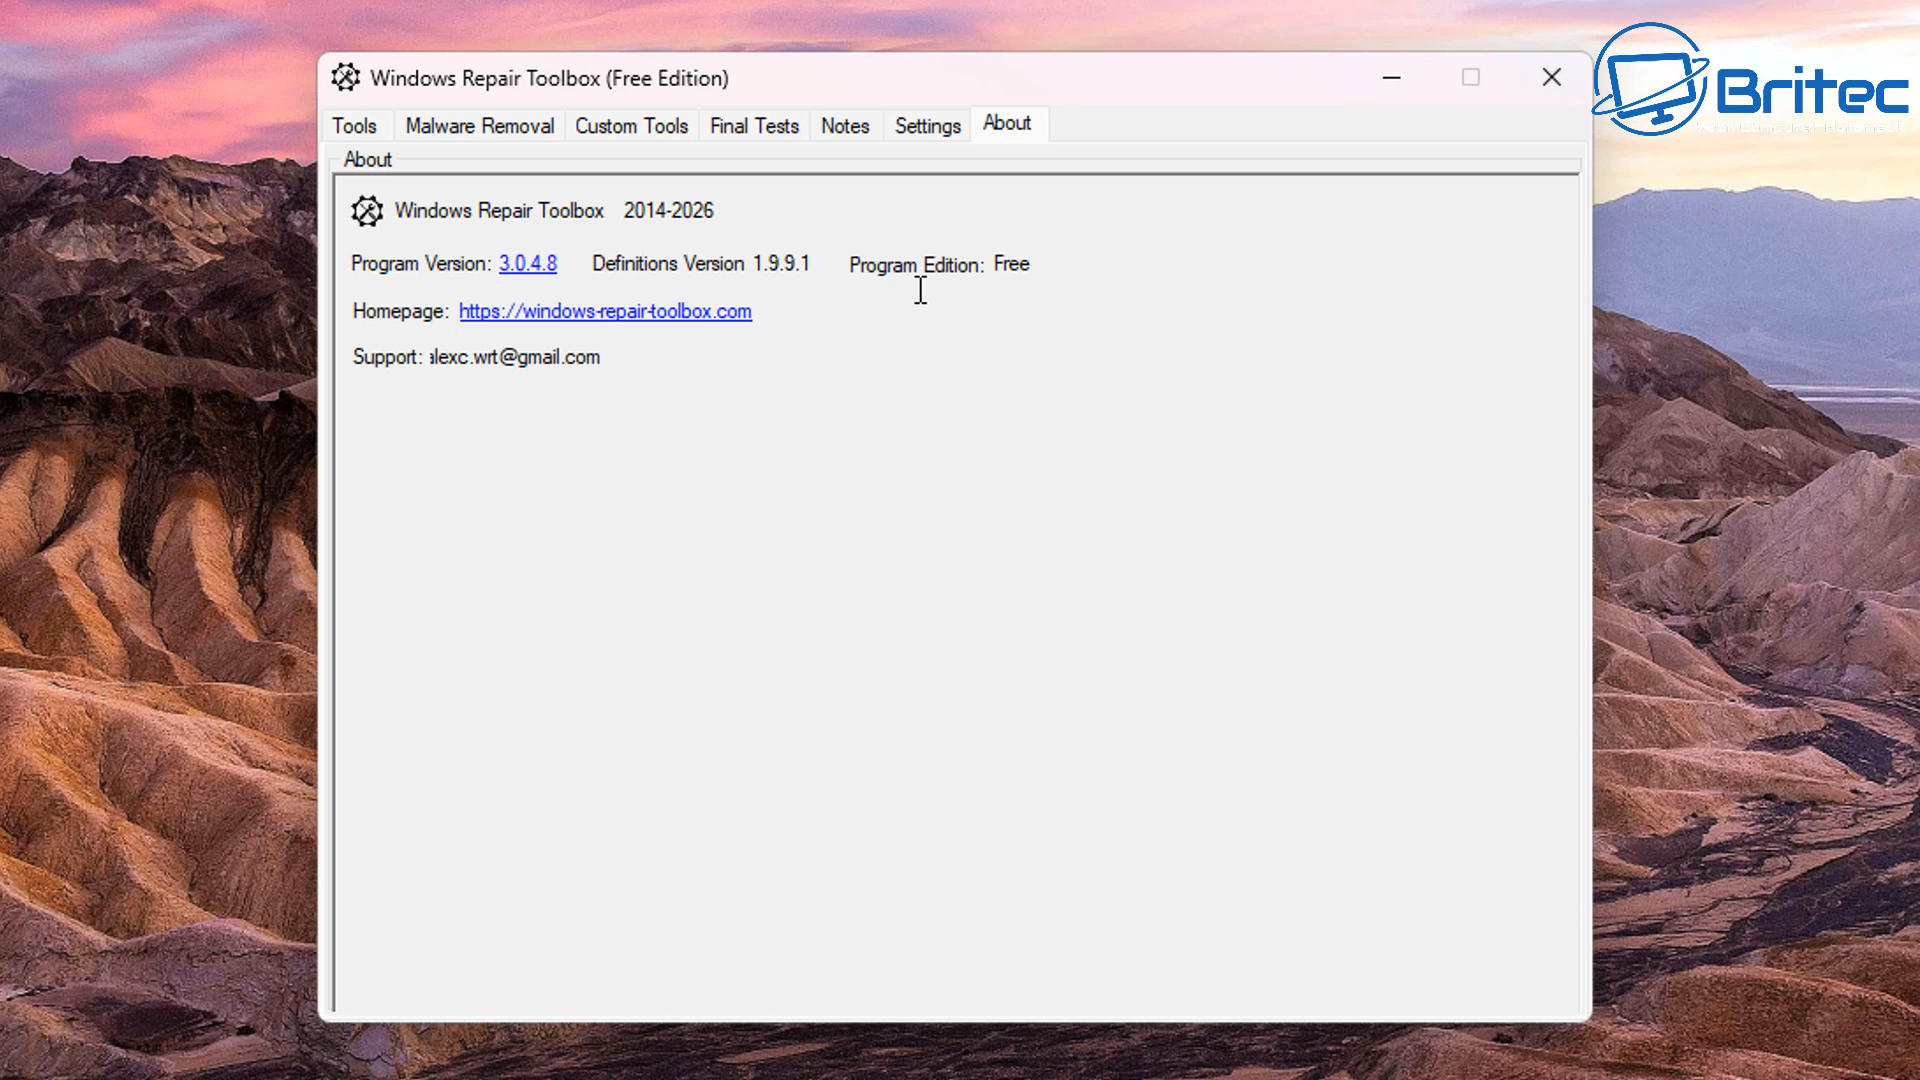 Windows Repair Toolbox (Free Edition)
Britec
Tools Malware Removal Custom Tools Final Tests Notes Settings About
About
Windows Repair Toolbox 2014-2026
Program Version: 3.0.4.8 Definitions Version 1.9.9.1 Program Edition: Free
Homepage: https://windows-repair-toolbox.com
Support: alexc.wrt@gmail.com